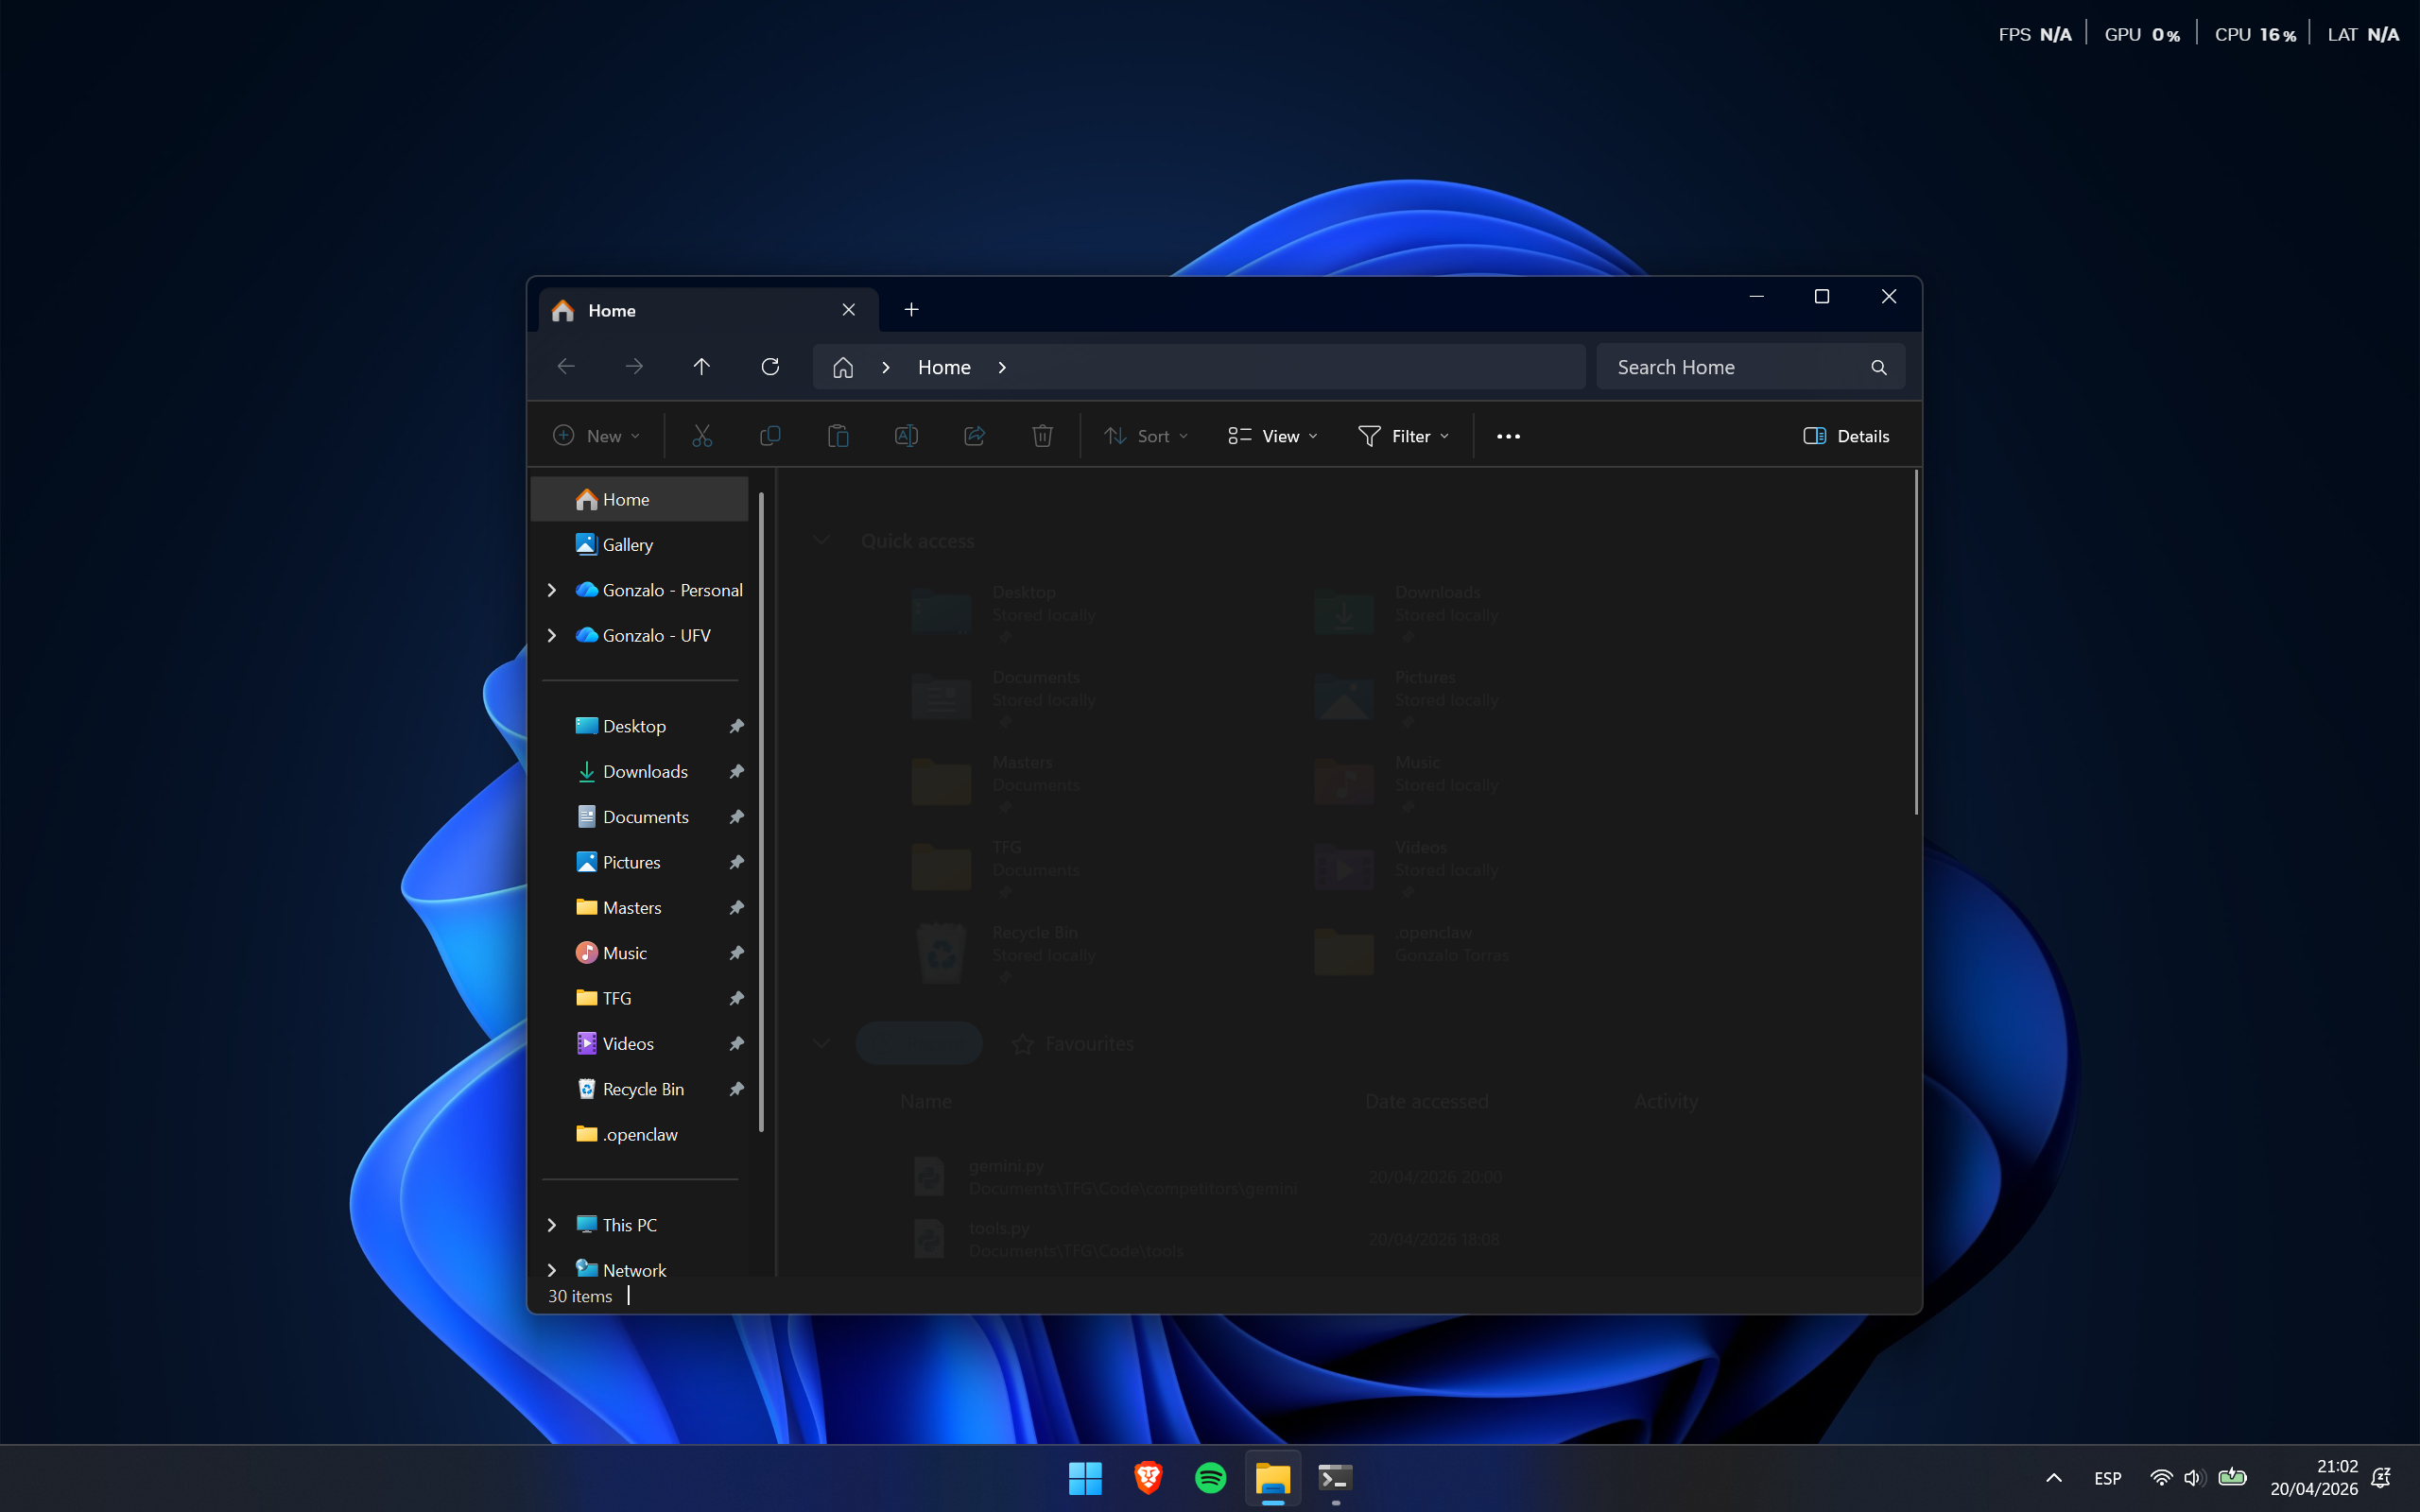 FPS N/A GPU 0% CPU 16% LAT N/A
Home
Home
Search Home
New
Sort
View
Filter
Details
Home
Gallery
Gonzalo - Personal
Gonzalo - UFV
Desktop
Downloads
Documents
Pictures
Masters
Music
TFG
Videos
Recycle Bin
.openclaw
This PC
Network
Quick access
Desktop
Stored locally
Downloads
Stored locally
Documents
Stored locally
Pictures
Stored locally
Masters
Documents
Music
Stored locally
TFG
Documents
Videos
Stored locally
Recycle Bin
Stored locally
.openclaw
Gonzalo Torras
Favourites
Name Date accessed Activity
gemini.py
Documents\TFG\Code\competitors\gemini
20/04/2026 20:00
tools.py
Documents\TFG\Code\tools
20/04/2026 18:08
30 items
ESP
21:02
20/04/2026